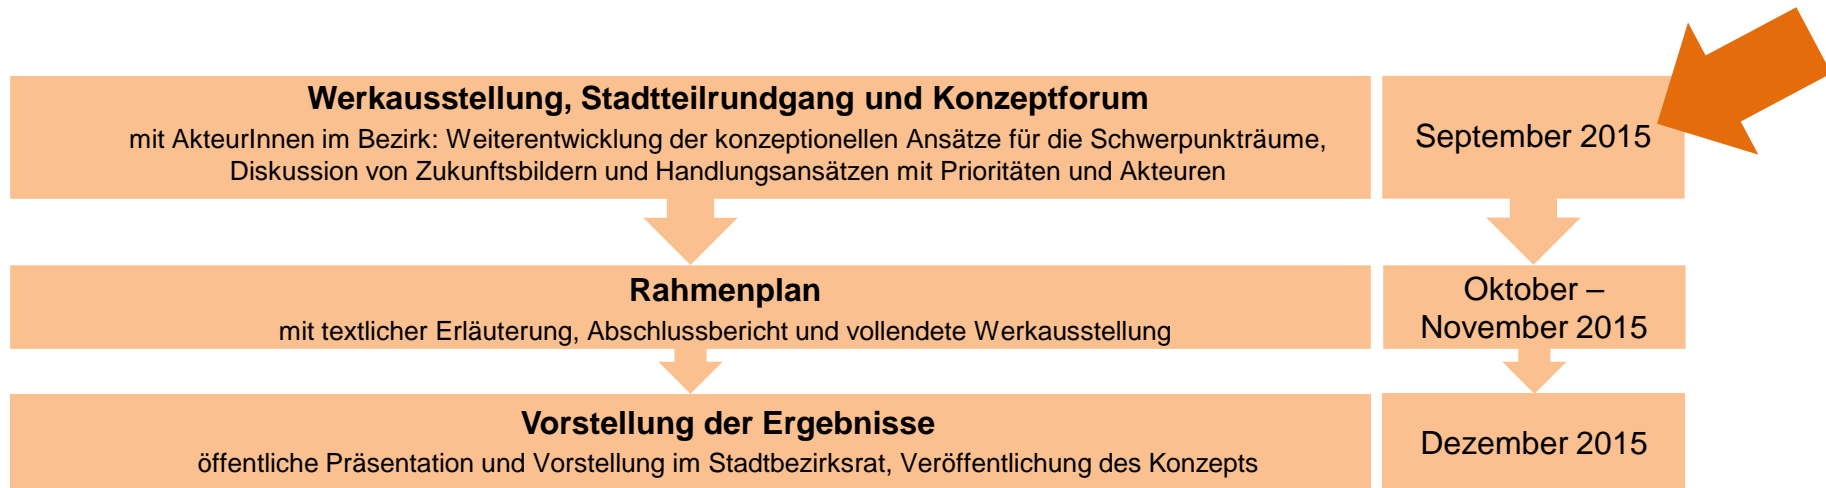 Werkausstellung, Stadtteilrundgang und Konzeptforum
mit AkteurInnen im Bezirk: Weiterentwicklung der konzeptionellen Ansätze für die Schwerpunkträume,
Diskussion von Zukunftsbildern und Handlungsansätzen mit Prioritäten und Akteuren
September 2015
Rahmenplan
mit textlicher Erläuterung, Abschlussbericht und vollendete Werkausstellung
Oktober –
November 2015
Vorstellung der Ergebnisse
öffentliche Präsentation und Vorstellung im Stadtbezirksrat, Veröffentlichung des Konzepts
Dezember 2015